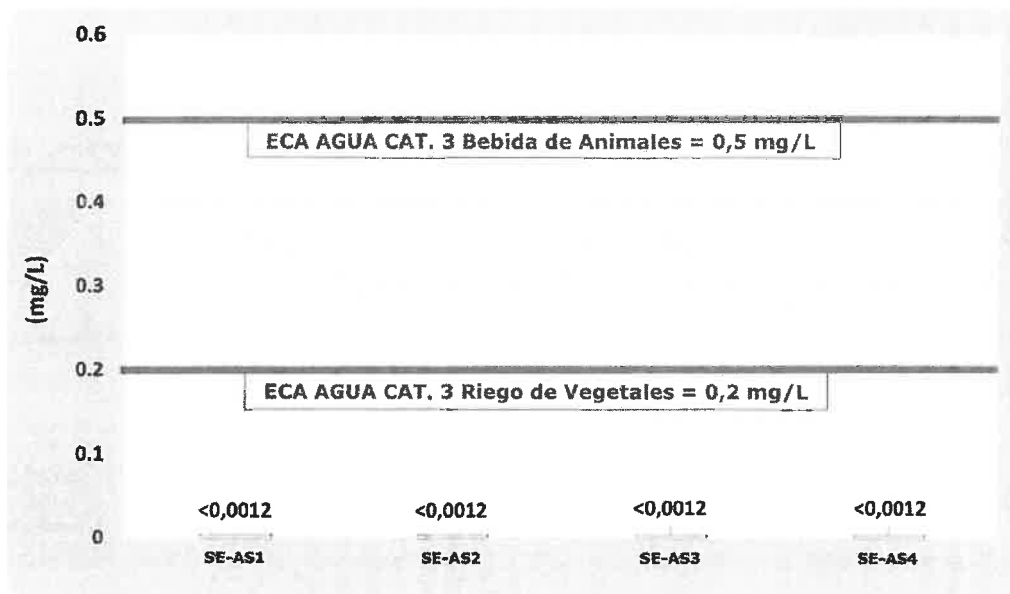 0.6
0.5
ECA AGUA CAT. 3 Bebida de Animales = 0,5 mg/L
0.4
(mg/L)
0.3
0.2
ECA AGUA CAT. 3 Riego de Vegetales = 0,2 mg/L
0.1
<0,0012 <0,0012 <0,0012 <0,0012
0
SE-AS1 SE-AS2 SE-AS3 SE-AS4